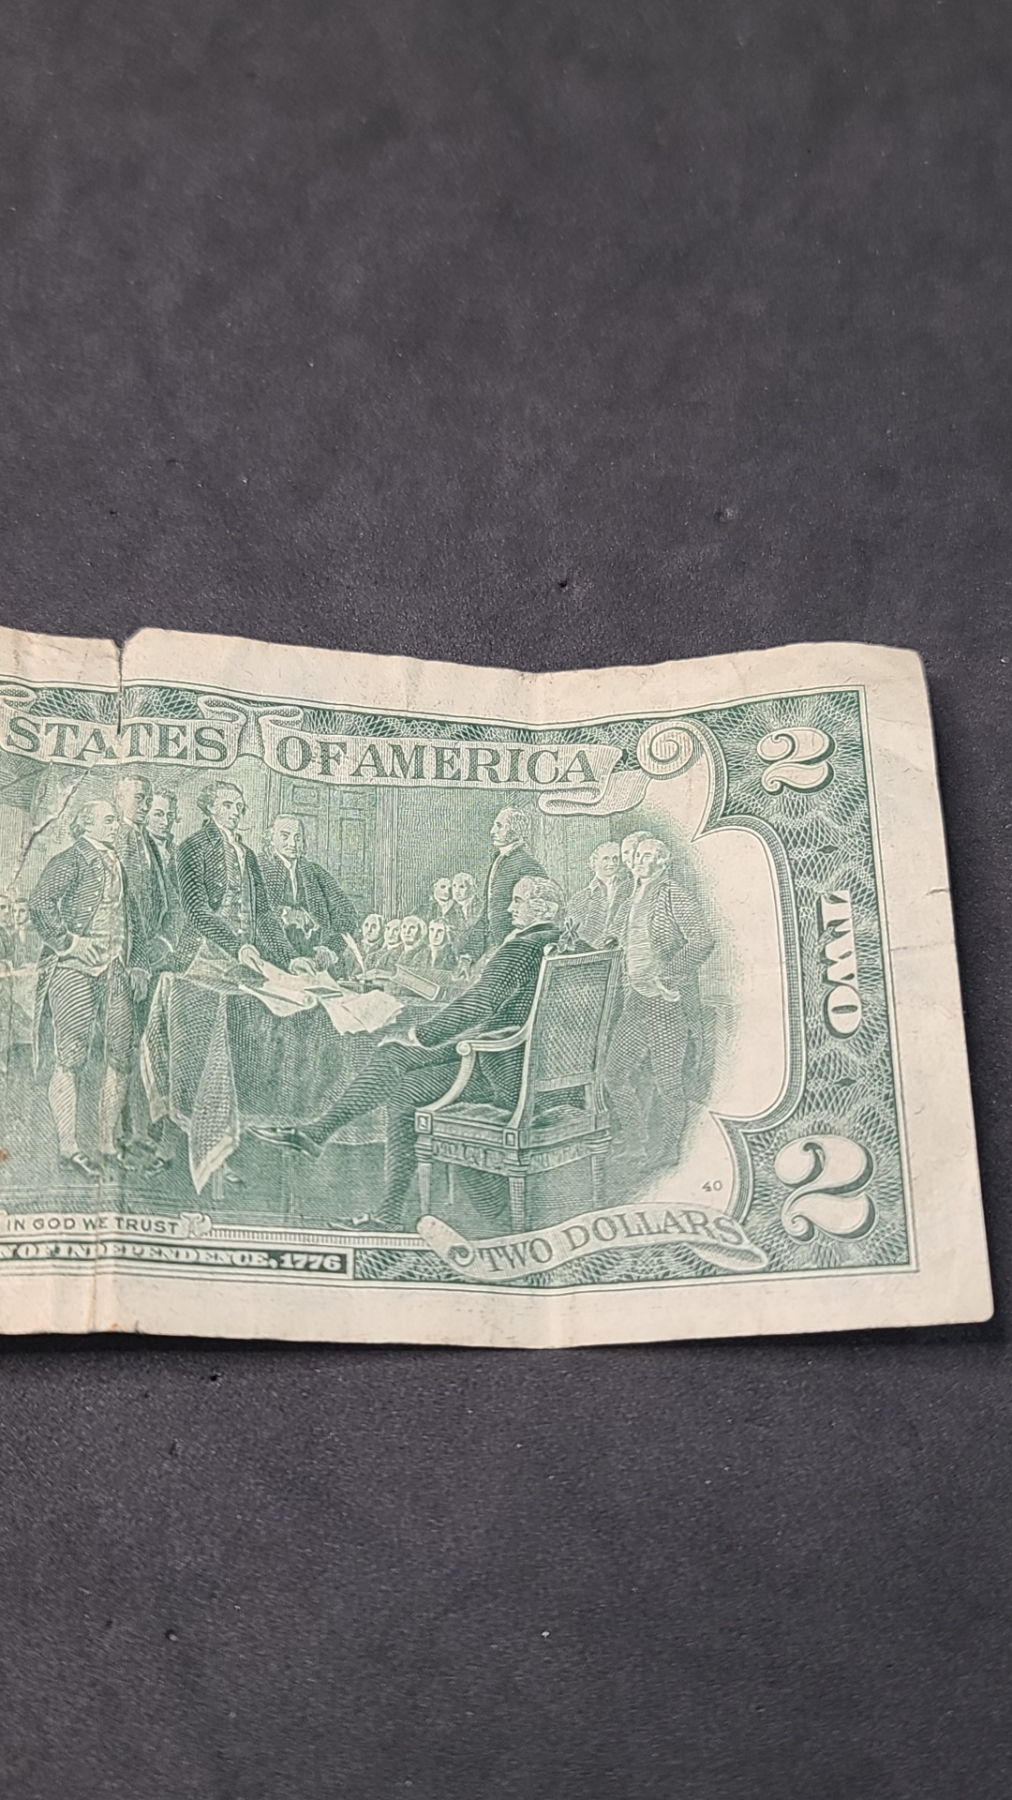 STATES OF AMERICA
2
TWO
40
2
IN GOD WE TRUST
TWO DOLLARS
OF INDEPENDENCE, 1776